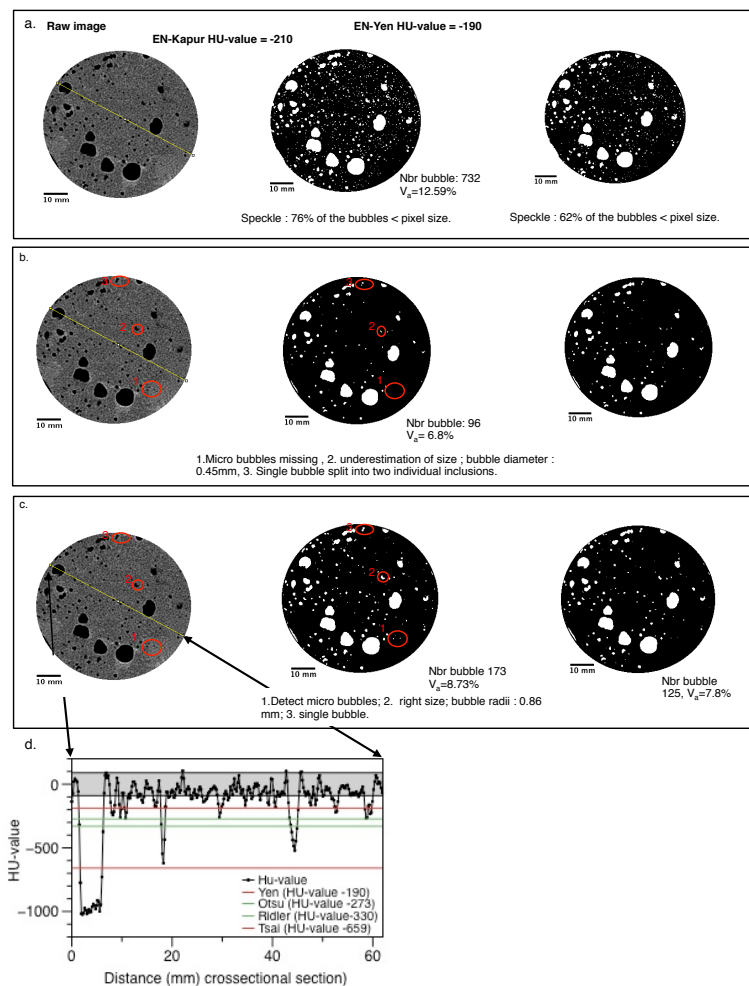 a.
Raw image
EN-Kapur HU-value = -210
EN-Yen HU-value = -190
10 mm
10 mm
10 mm
Nbr bubble: 732
Va=12.59%
Speckle : 76% of the bubbles < pixel size.
Speckle : 62% of the bubbles < pixel size.
b.
3
2
1
10 mm
3
2
1
10 mm
10 mm
Nbr bubble: 96
Va= 6.8%
1.Micro bubbles missing , 2. underestimation of size ; bubble diameter :
0.45mm, 3. Single bubble split into two individual inclusions.
c.
3
2
1
10 mm
3
2
1
10 mm
10 mm
Nbr bubble 173
Va=8.73%
Nbr bubble
125, Va=7.8%
1.Detect micro bubbles; 2. right size; bubble radii : 0.86
mm; 3. single bubble.
d.
HU-value
0
−500
−1000
Hu-value
Yen (HU-value -190)
Otsu (HU-value -273)
Ridler (HU-value-330)
Tsai (HU-value -659)
0
20
40
60
Distance (mm) crossectional section)